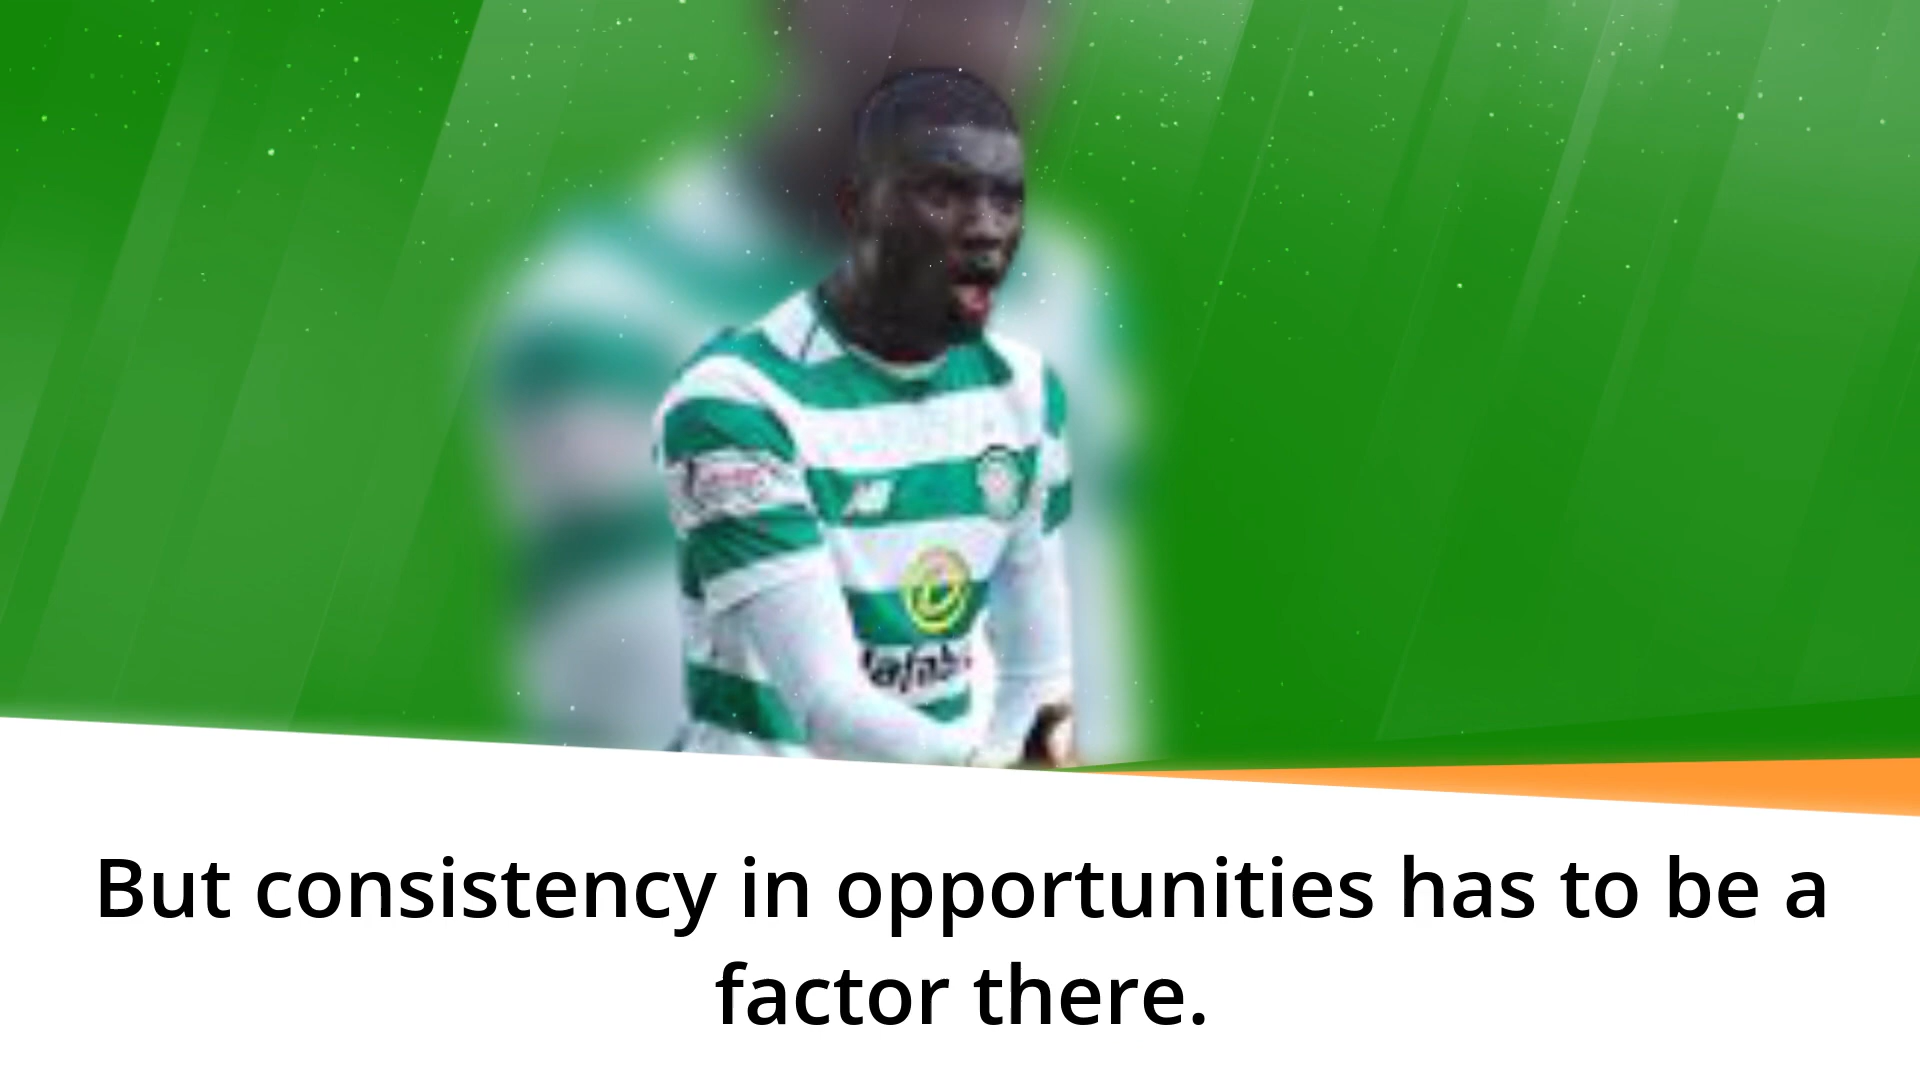 But consistency in opportunities has to be a
factor there.